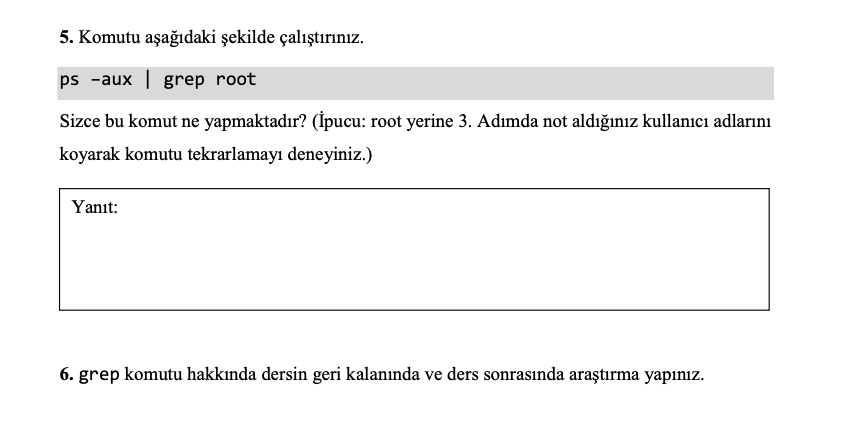 5. Komutu aşağıdaki şekilde çalıştırınız.
ps –aux | grep root
Sizce bu komut ne yapmaktadır? (İpucu: root yerine 3. Adımda not aldığınız kullanıcı adlarını
koyarak komutu tekrarlamayı deneyiniz.)
Yanıt:
6. grep komutu hakkında dersin geri kalanında ve ders sonrasında araştırma yapınız.